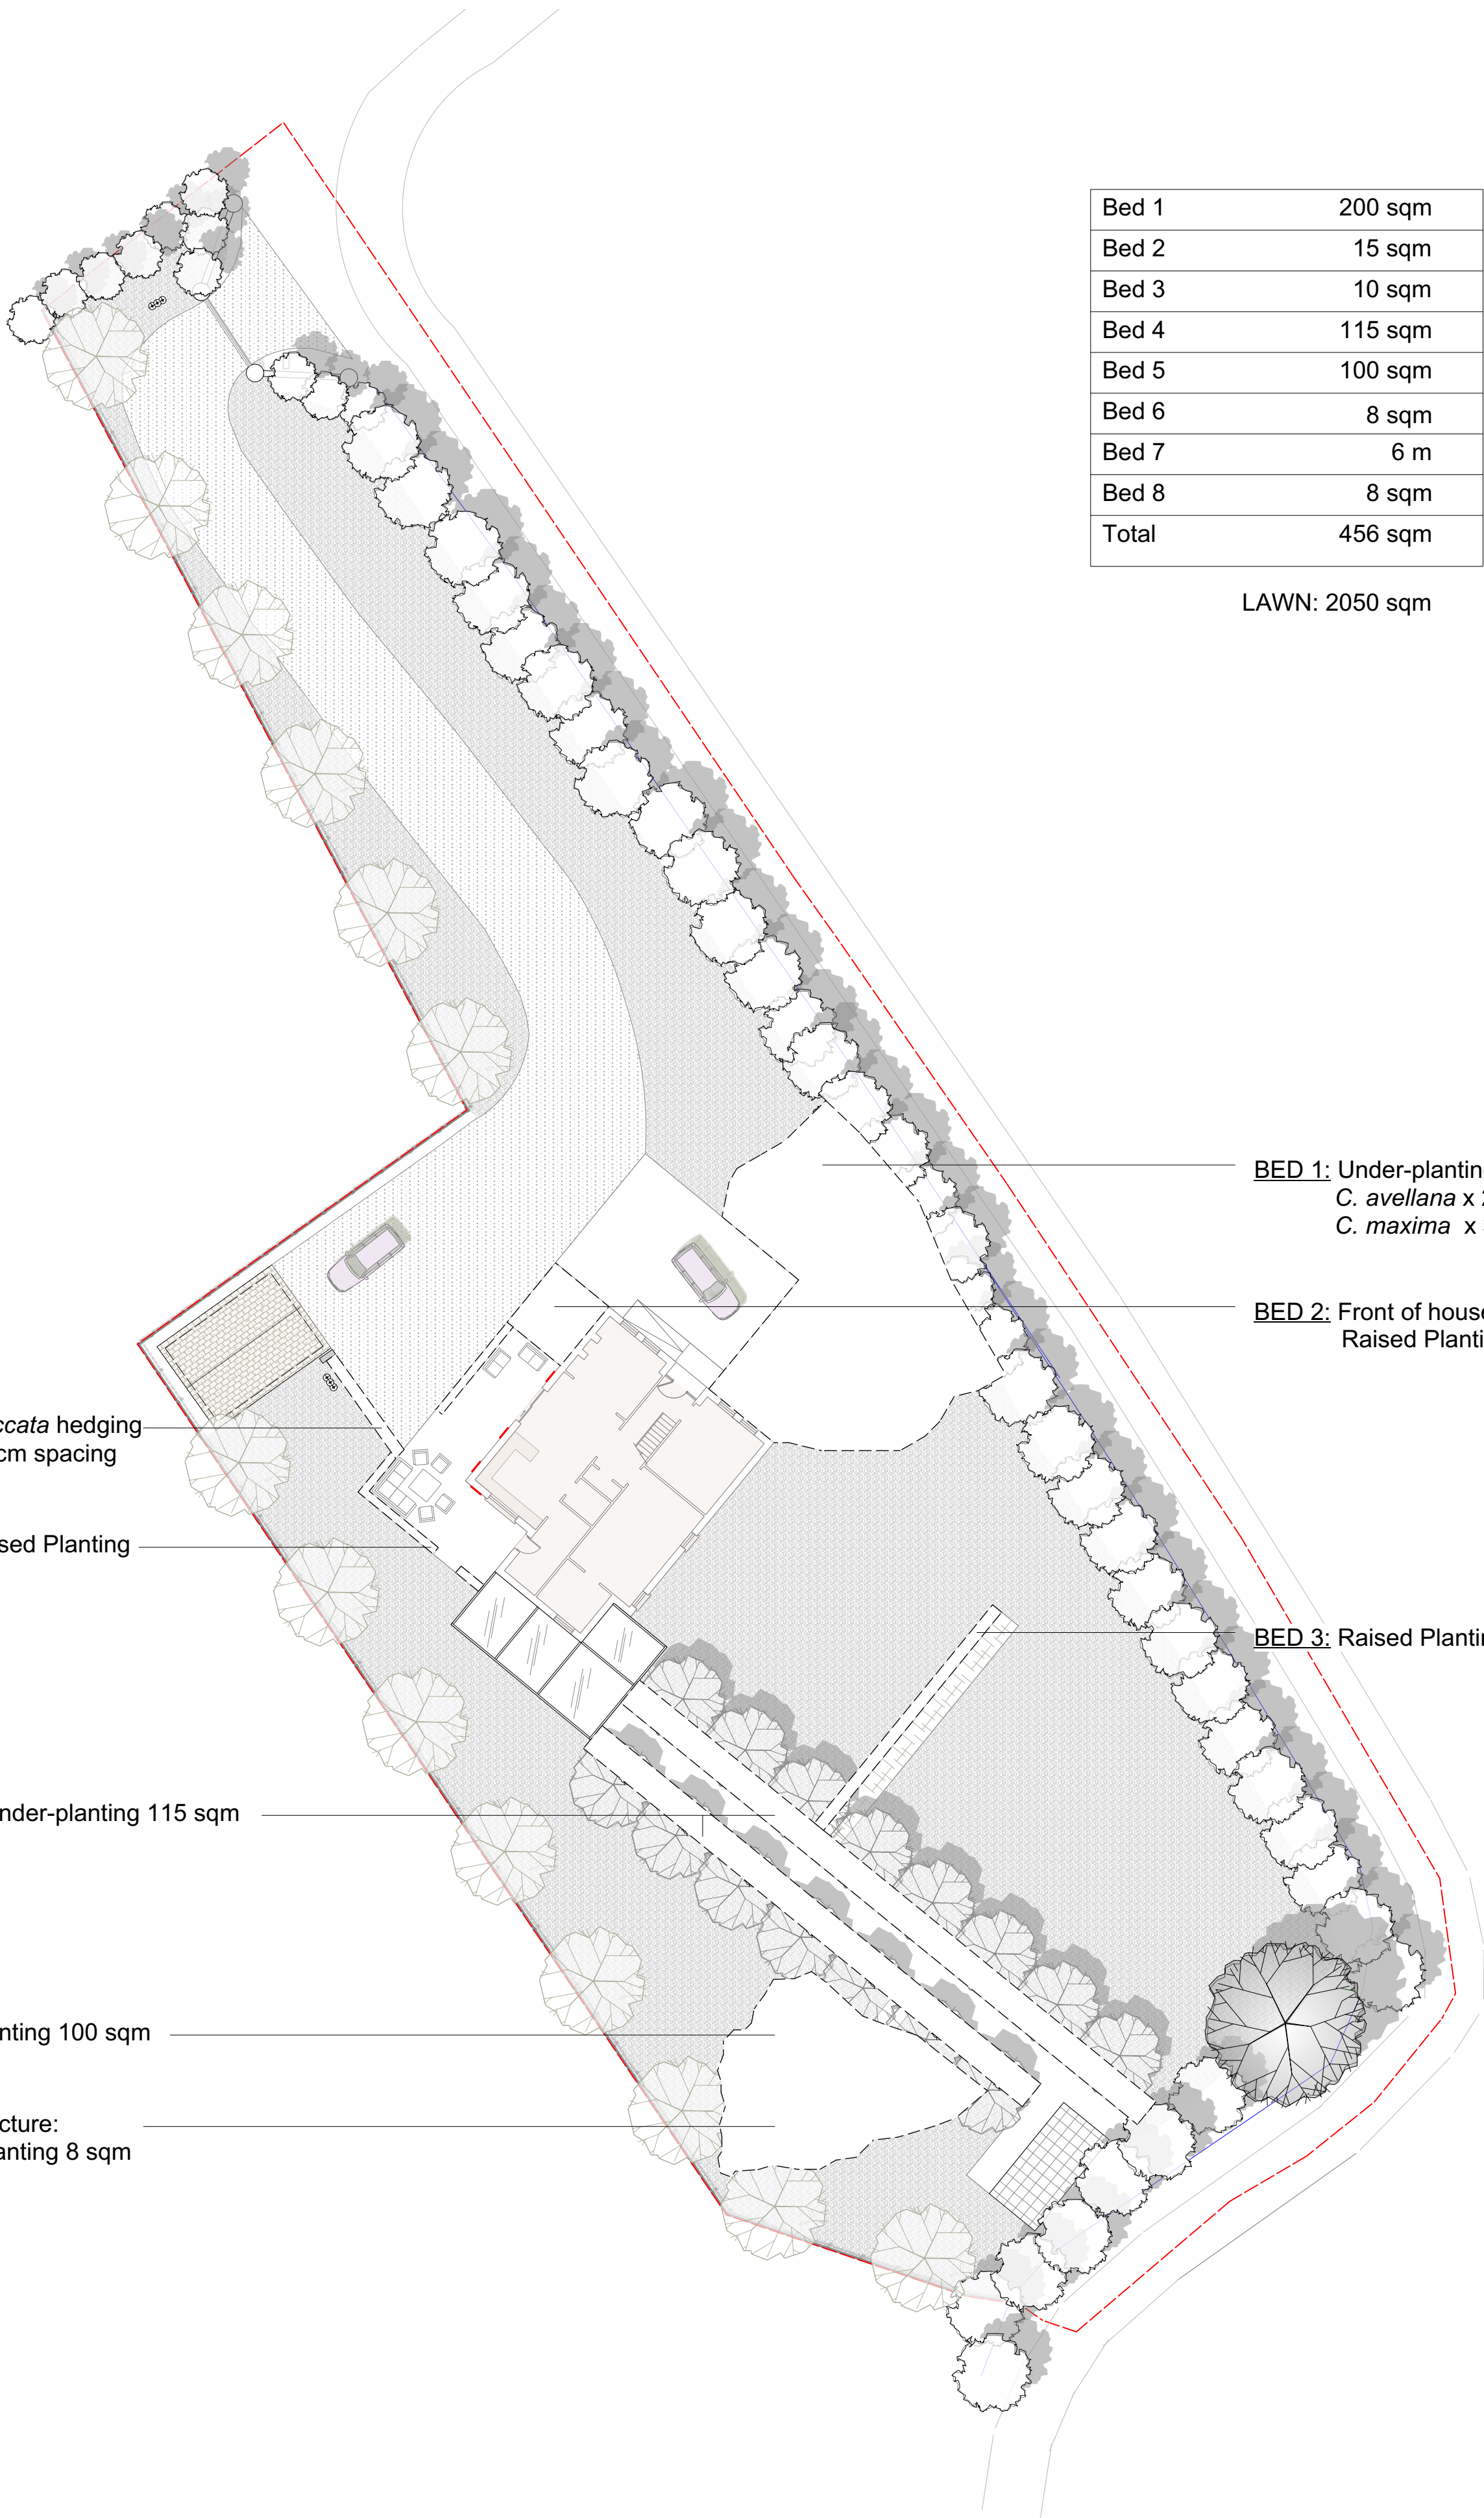 Bed 1 200 sqm
Bed 2 15 sqm
Bed 3 10 sqm
Bed 4 115 sqm
Bed 5 100 sqm
Bed 6 8 sqm
Bed 7 6 m
Bed 8 8 sqm
Total 456 sqm
LAWN: 2050 sqm
BED 1: Under-plantin
C. avellana x
C. maxima x
BED 2: Front of house
Raised Planti
ccata hedging
cm spacing
sed Planting
BED 3: Raised Plantin
nder-planting 115 sqm
nting 100 sqm
cture:
anting 8 sqm